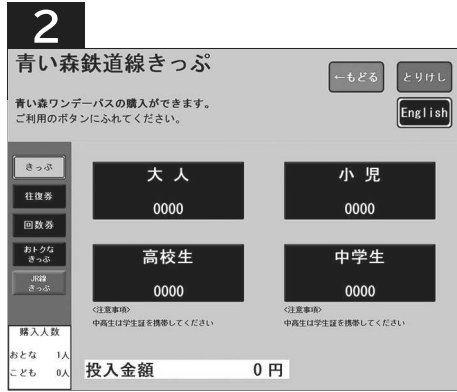 2
青い森鉄道線きっぷ
←もどる
とりけし
青い森ワンデーパスの購入ができます。
ご利用のボタンにふれてください。
English
きっぷ
往復券
回数券
おトクな
きっぷ
JR線
きっぷ
大人
0000
小児
0000
高校生
0000
中学生
0000
<注意事項>
中高生は学生証を携帯してください
<注意事項>
中高生は学生証を携帯してください
購入人数
おとな 1人
こども 0人
投入金額 0円